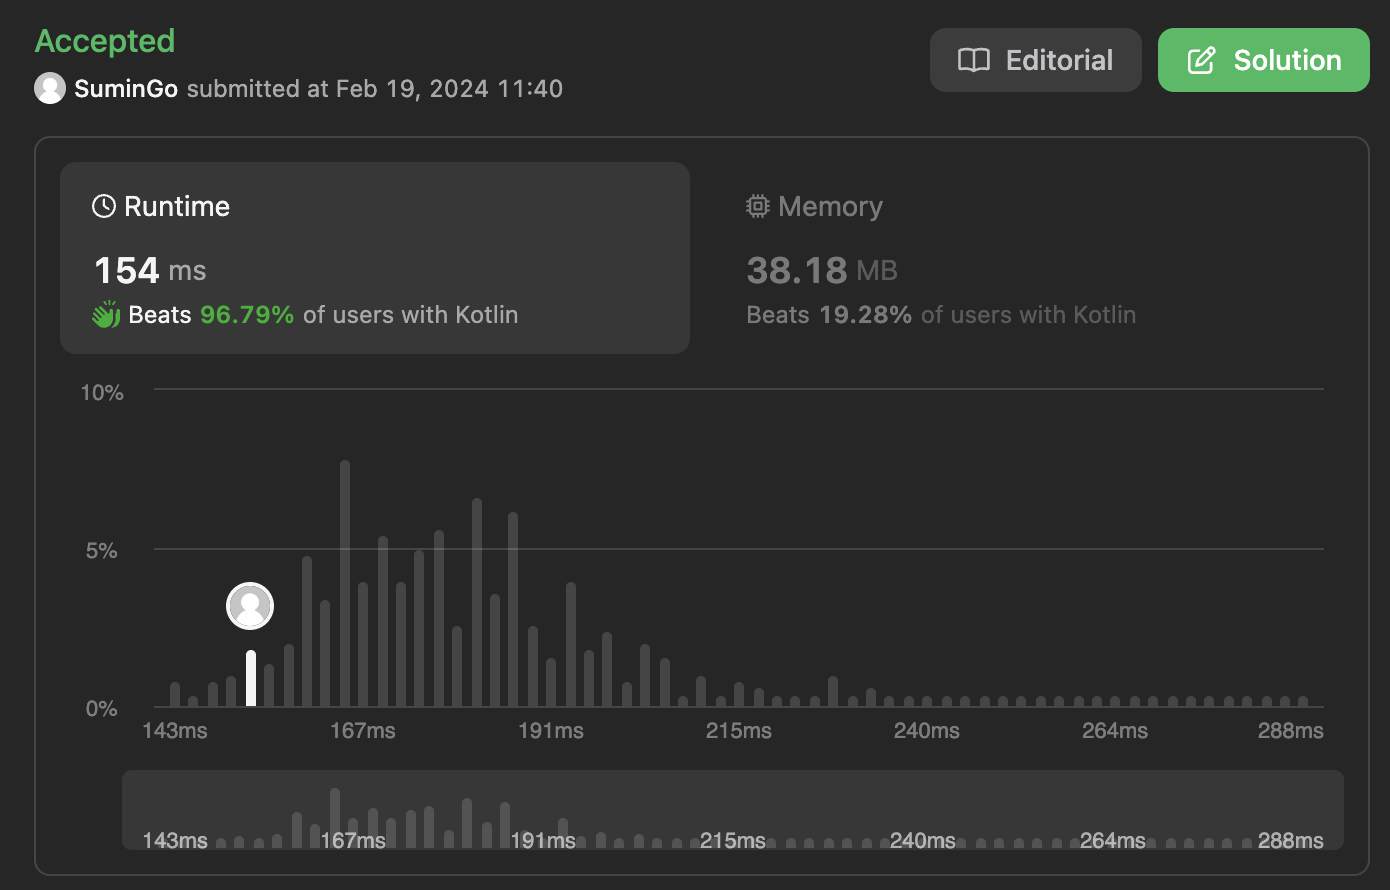 Accepted
SuminGo submitted at Feb 19, 2024 11:40
Editorial
Solution
Runtime
154 ms
Beats 96.79% of users with Kotlin
Memory
38.18 MB
Beats 19.28% of users with Kotlin
10%
5%
0%
143ms 167ms 191ms 215ms 240ms 264ms 288ms
143ms 167ms 191ms 215ms 240ms 264ms 288ms